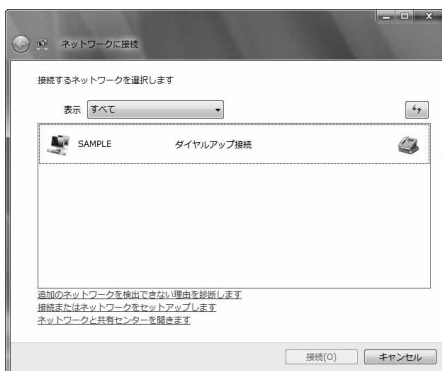 ネットワークに接続
接続するネットワークを選択します
表示 すべて
SAMPLE ダイヤルアップ接続
追加のネットワークを検出できない理由を診断します
接続またはネットワークをセットアップします
ネットワークと共有センターを開きます
接続(O) キャンセル